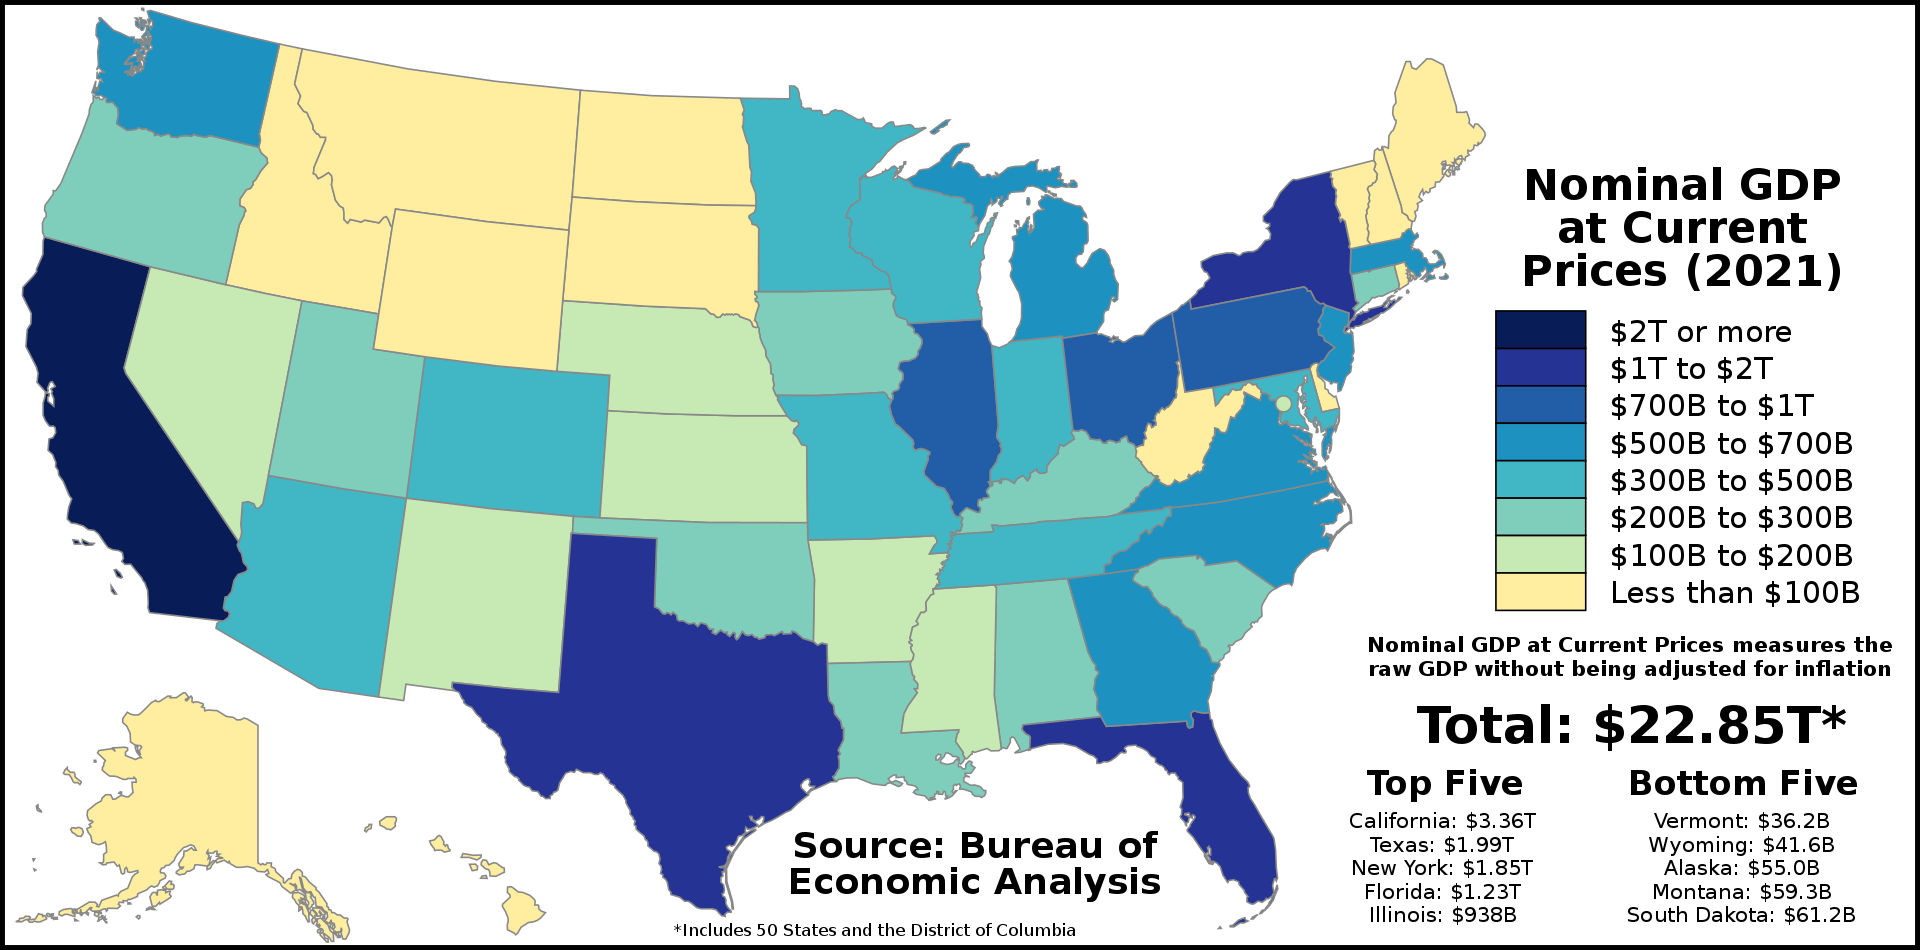 Nominal GDP
at Current
Prices (2021)
$2T or more
$1T to $2T
$700B to $1T
$500B to $700B
$300B to $500B
$200B to $300B
$100B to $200B
Less than $100B
Nominal GDP at Current Prices measures the
raw GDP without being adjusted for inflation
Total: $22.85T*
Top Five
California: $3.36T
Texas: $1.99T
New York: $1.85T
Florida: $1.23T
Illinois: $938B
Bottom Five
Vermont: $36.2B
Wyoming: $41.6B
Alaska: $55.0B
Montana: $59.3B
South Dakota: $61.2B
Source: Bureau of
Economic Analysis
*Includes 50 States and the District of Columbia